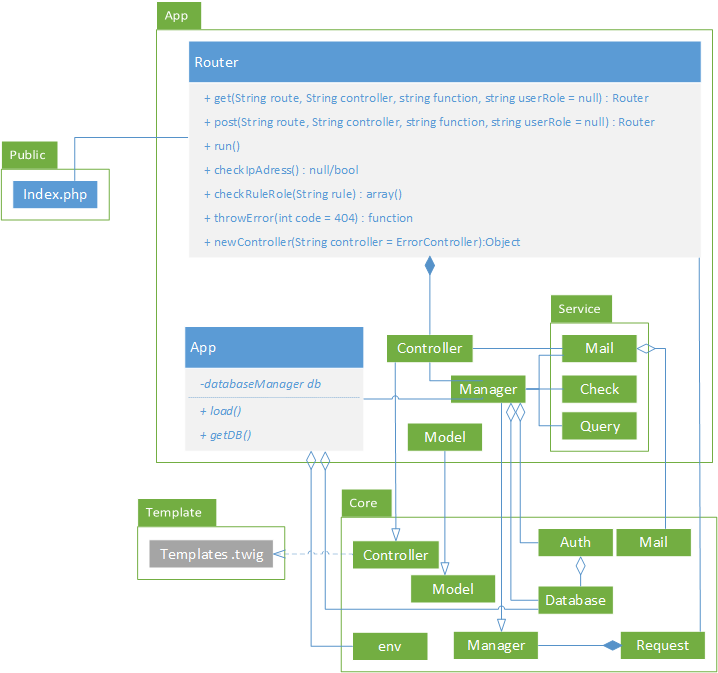 App
Router
+ get(String route, String controller, string function, string userRole = null) : Router
+ post(String route, String controller, string function, string userRole = null) : Router
+ run()
+ checkIpAdress() : null/bool
+ checkRuleRole(String rule) : array()
+ throwError(int code = 404) : function
+ newController(String controller = ErrorController):Object
Public
Index.php
Service
Mail
Check
Query
Controller
Manager
Model
App
-databaseManager db
+ load()
+ getDB()
Template
Templates .twig
Core
Controller
Model
Auth
Mail
Database
env
Manager
Request